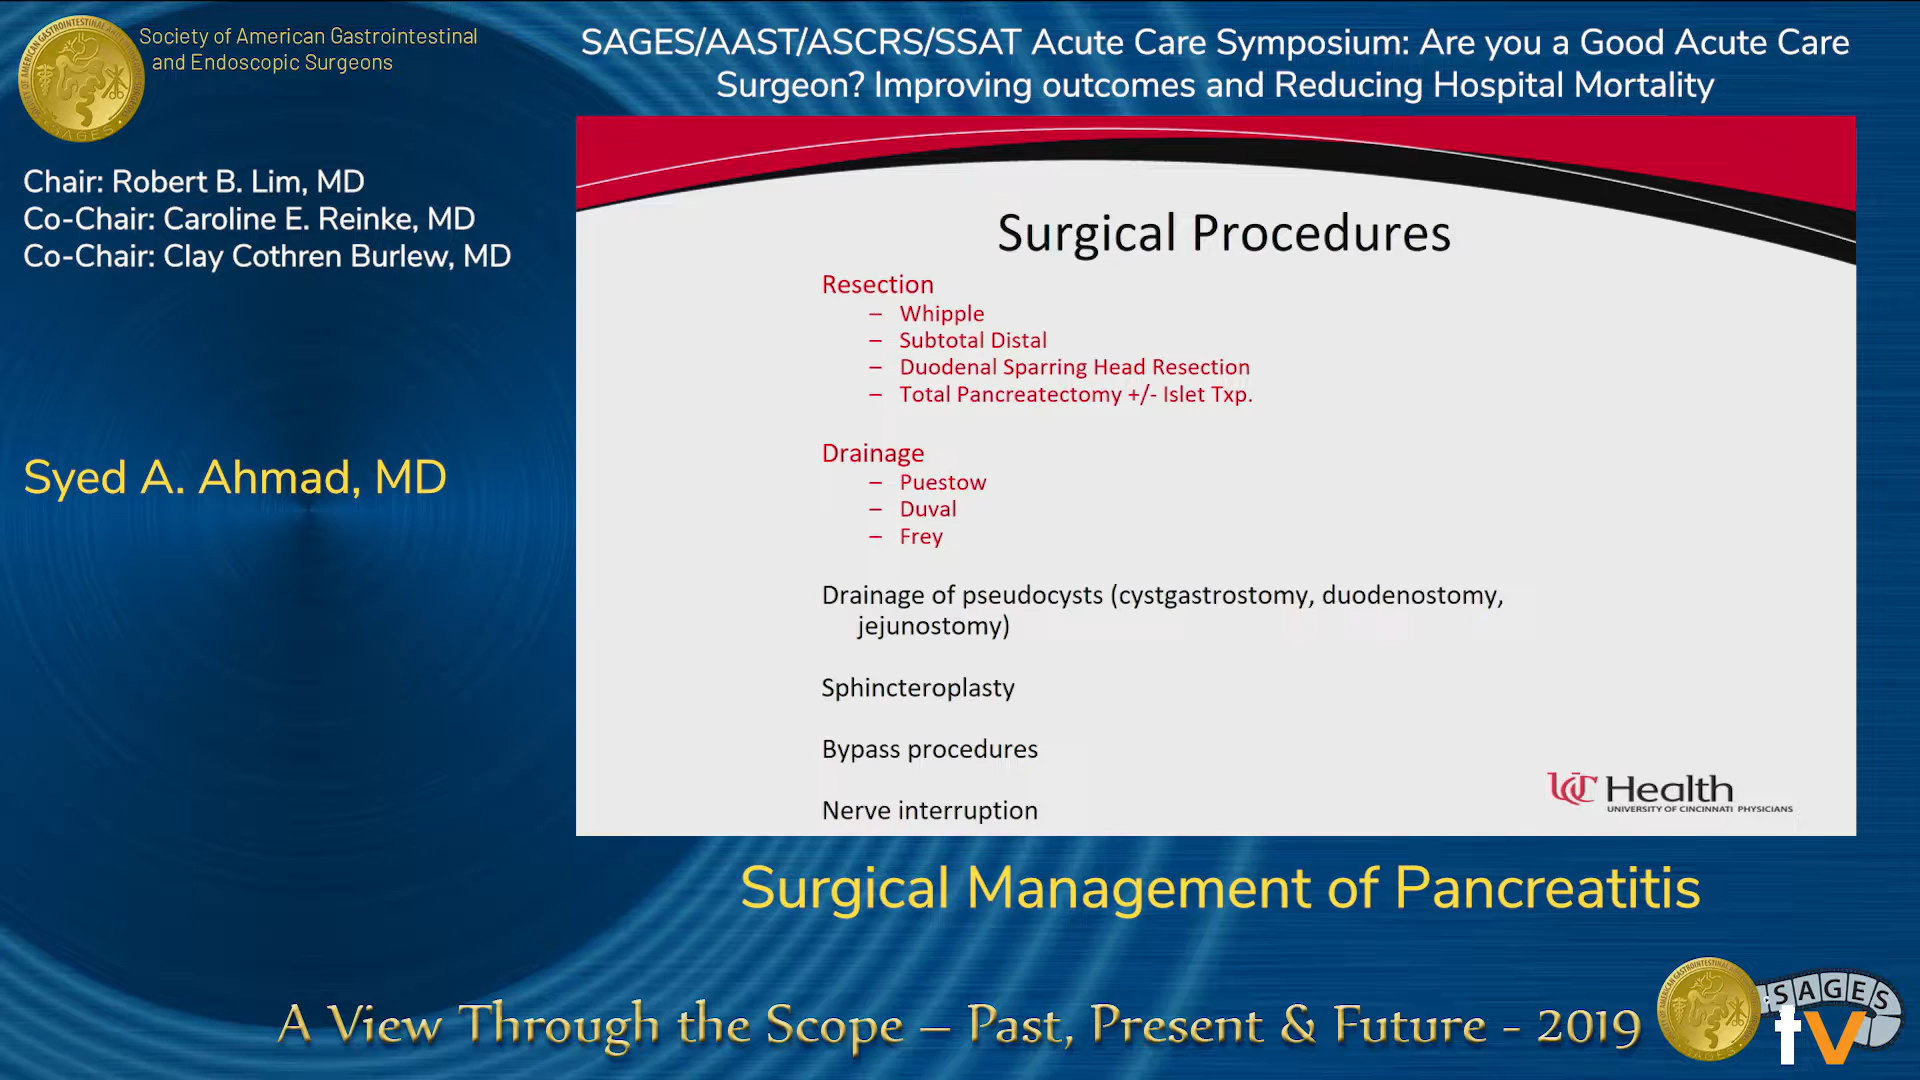 Society of American Gastrointestinal
and Endoscopic Surgeons
SAGES/AAST/ASCRS/SSAT Acute Care Symposium: Are you a Good Acute Care
Surgeon? Improving outcomes and Reducing Hospital Mortality
Chair: Robert B. Lim, MD
Co-Chair: Caroline E. Reinke, MD
Co-Chair: Clay Cothren Burlew, MD
Syed A. Ahmad, MD
Surgical Procedures
Resection
– Whipple
– Subtotal Distal
– Duodenal Sparring Head Resection
– Total Pancreatectomy +/- Islet Txp.
Drainage
– Puestow
– Duval
– Frey
Drainage of pseudocysts (cystgastrostomy, duodenostomy,
jejunostomy)
Sphincteroplasty
Bypass procedures
Nerve interruption
UC Health
UNIVERSITY OF CINCINNATI PHYSICIANS
Surgical Management of Pancreatitis
A View Through the Scope – Past, Present & Future - 2019
SAGES
tv